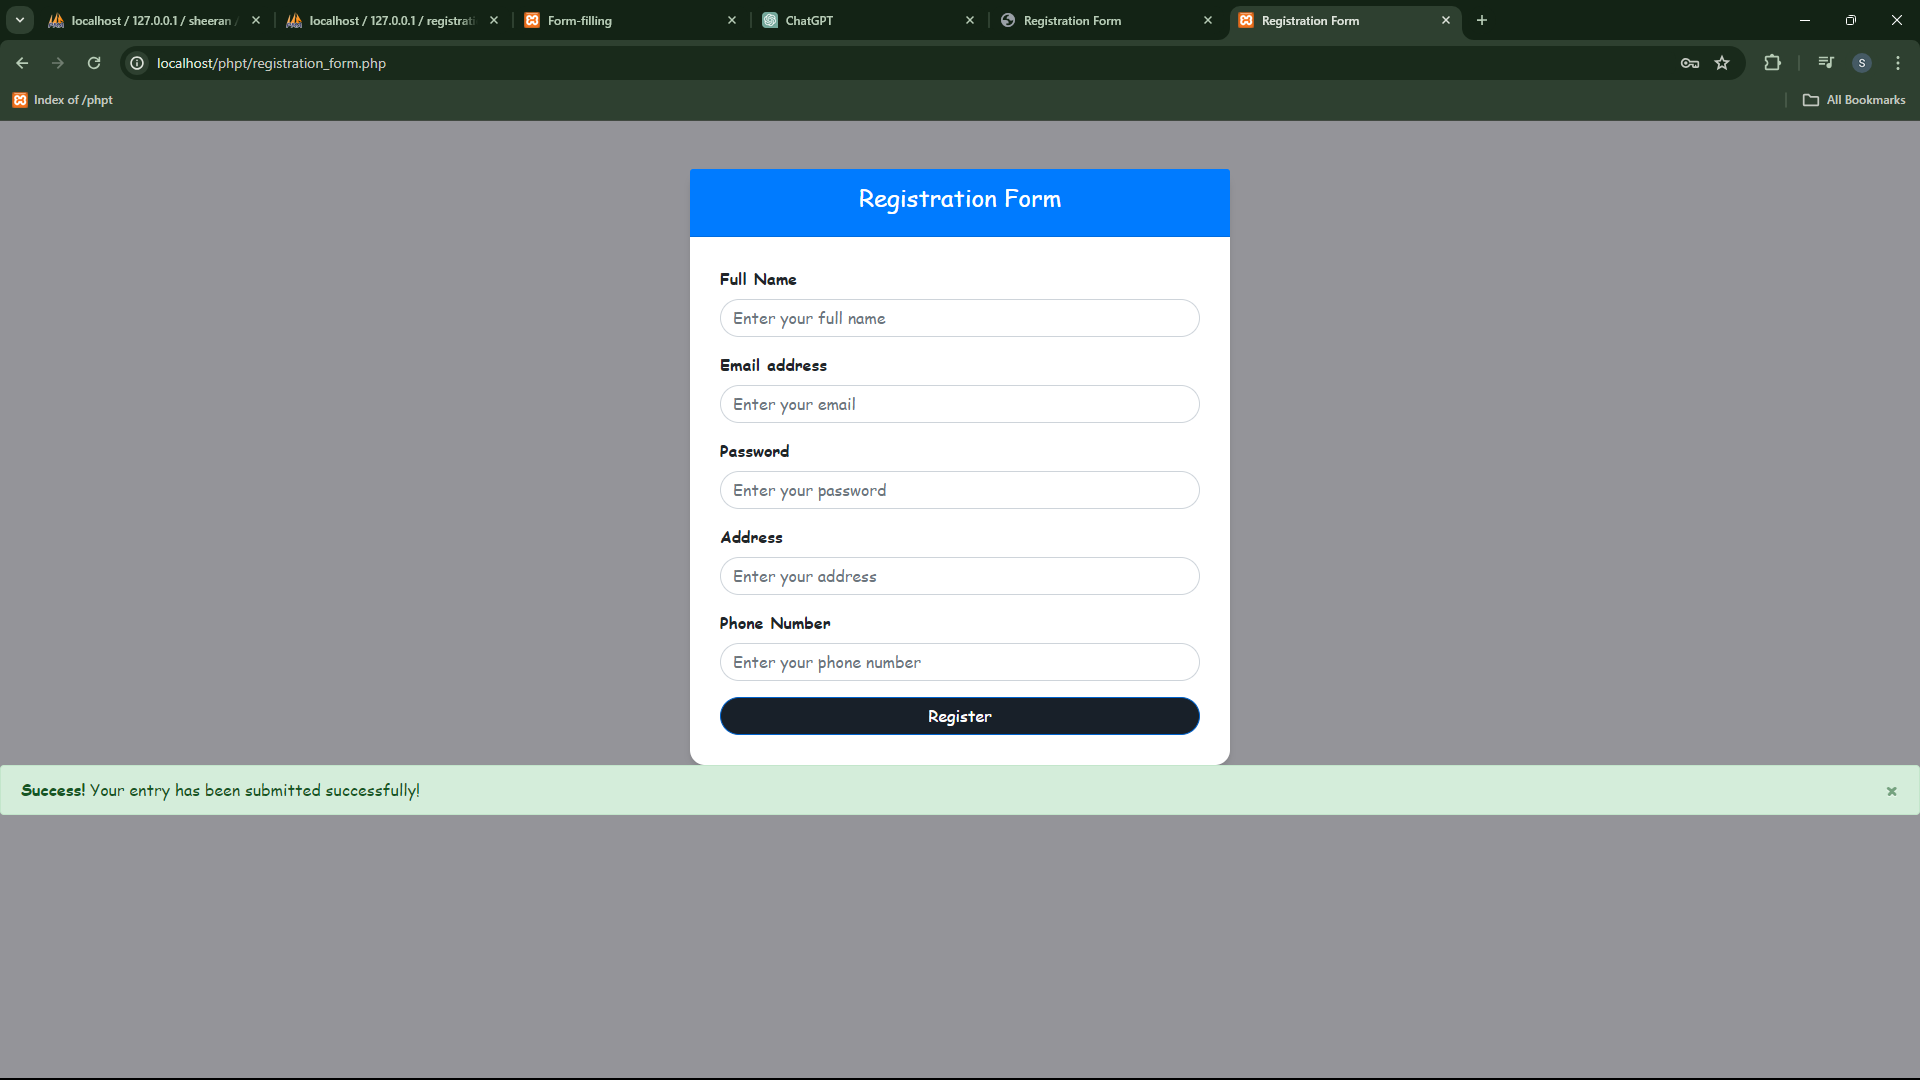 localhost / 127.0.0.1 / sheeran
localhost / 127.0.0.1 / registrati
Form-filling
ChatGPT
Registration Form
Registration Form
localhost/phpt/registration_form.php
S
Index of /phpt
All Bookmarks
Registration Form
Full Name
Enter your full name
Email address
Enter your email
Password
Enter your password
Address
Enter your address
Phone Number
Enter your phone number
Register
Success! Your entry has been submitted successfully!
×